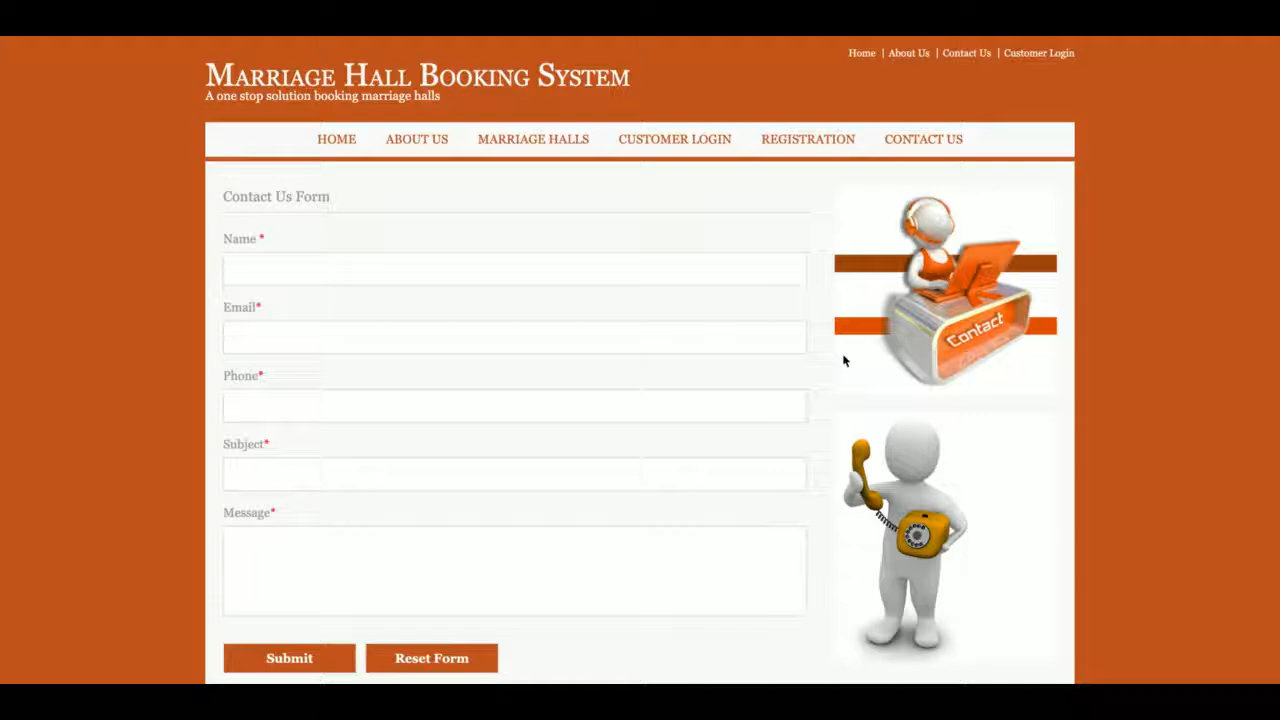 Home | About Us | Contact Us | Customer Login
Marriage Hall Booking System
A one stop solution booking marriage halls
HOME ABOUT US MARRIAGE HALLS CUSTOMER LOGIN REGISTRATION CONTACT US
Contact Us Form
Name *
Email*
Phone*
Subject*
Message*
Submit Reset Form
Contact